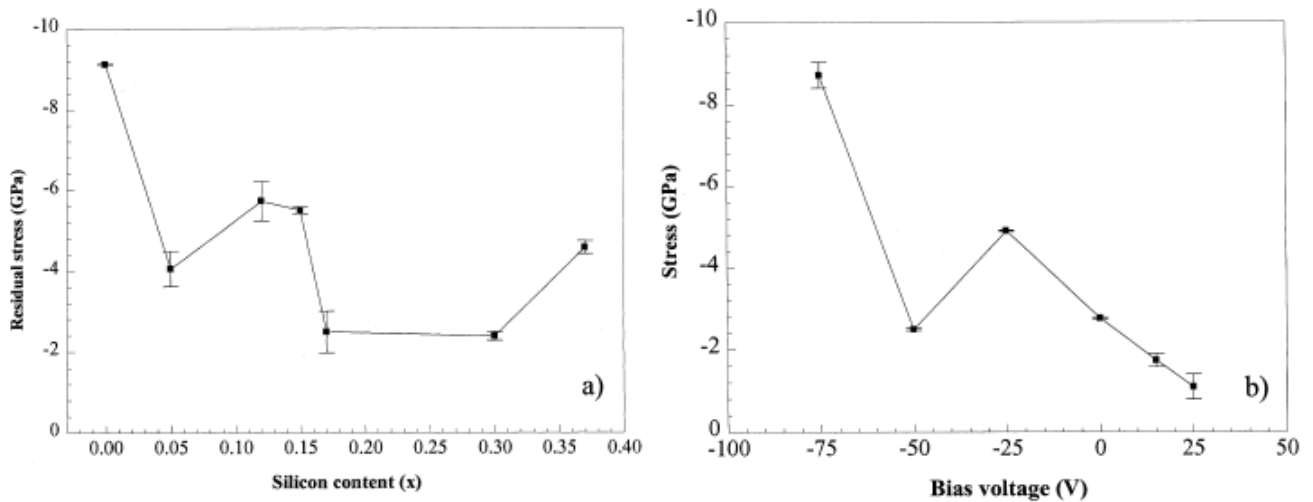 -10
-8
-6
-4
-2
0
Residual stress (GPa)
0.00 0.05 0.10 0.15 0.20 0.25 0.30 0.35 0.40
Silicon content (x)
a)
-10
-8
-6
-4
-2
0
Stress (GPa)
-100 -75 -50 -25 0 25 50
Bias voltage (V)
b)